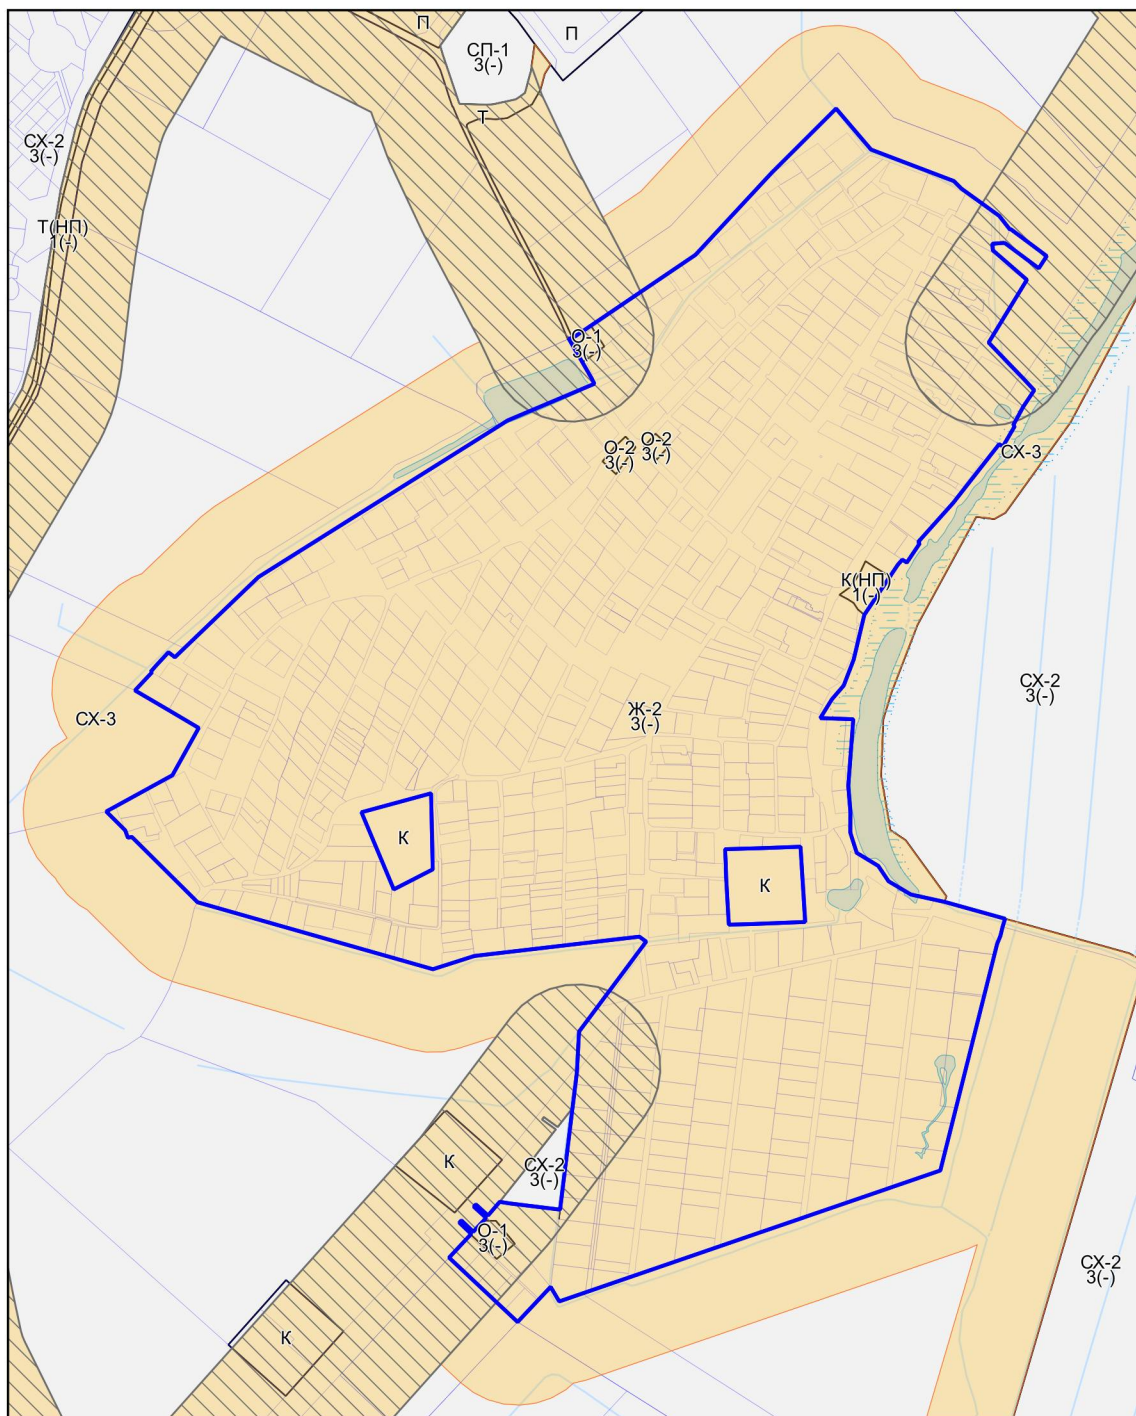 П
П
СП-1
3(-)
Т
СХ-2
3(-)
Т(НП)
1(-)
О-1
3(-)
О-2
3(-)
О-2
3(-)
СХ-3
К(НП)
1(-)
СХ-2
3(-)
СХ-3
Ж-2
3(-)
К
К
К
СХ-2
3(-)
О-1
3(-)
СХ-2
3(-)
К